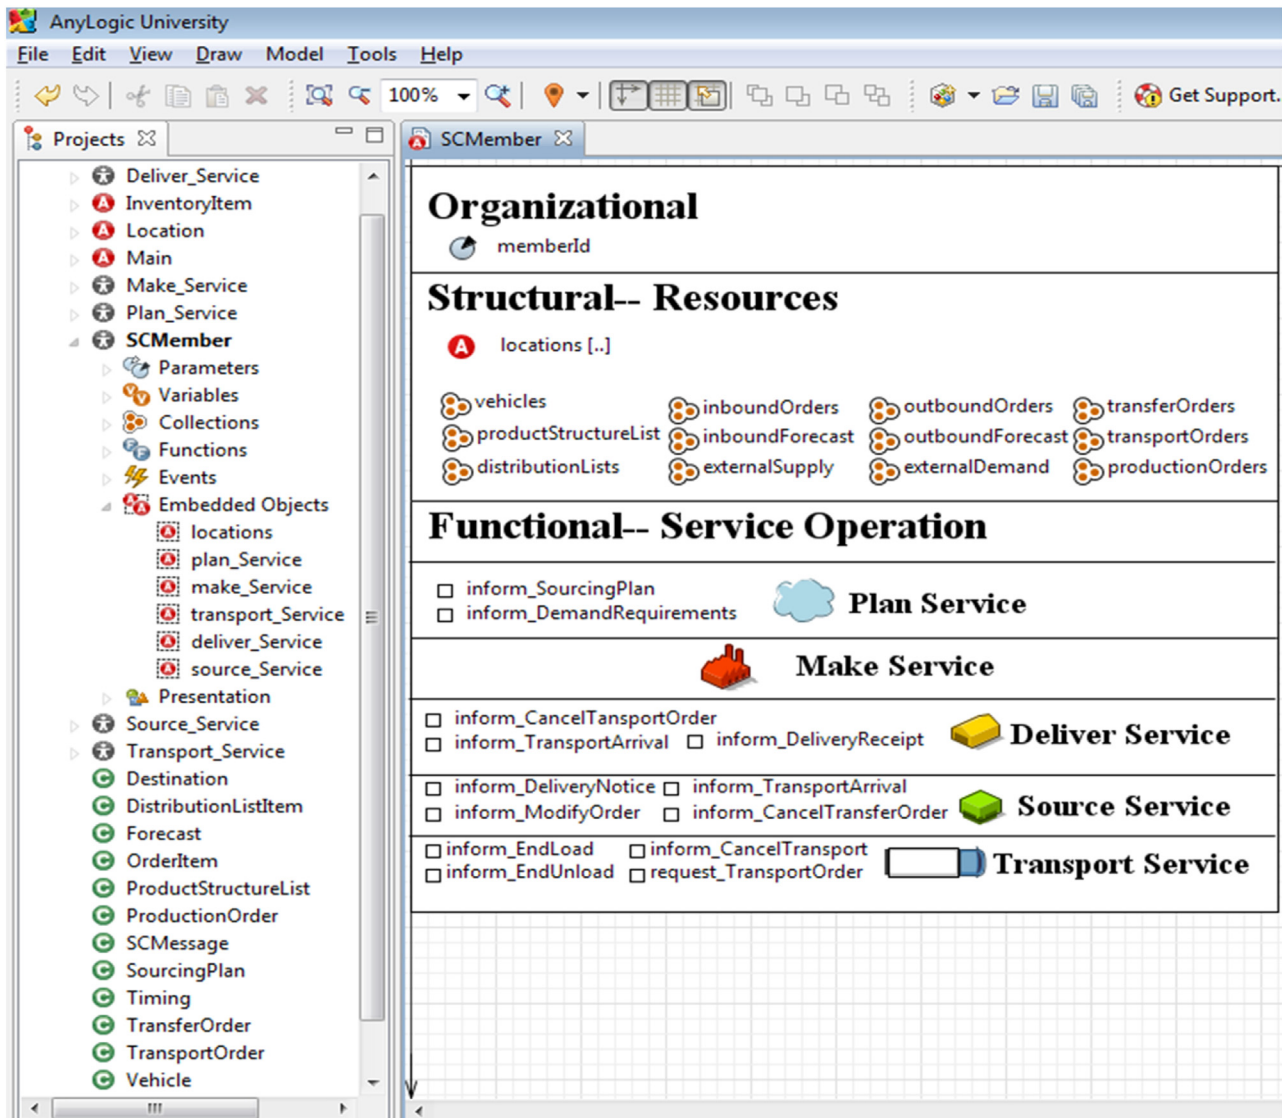 AnyLogic University
File Edit View Draw Model Tools Help
100% Get Support.
Projects
Deliver_Service
InventoryItem
Location
Main
Make_Service
Plan_Service
SCMember
Parameters
Variables
Collections
Functions
Events
Embedded Objects
locations
plan_Service
make_Service
transport_Service
deliver_Service
source_Service
Presentation
Source_Service
Transport_Service
Destination
DistributionListItem
Forecast
OrderItem
ProductStructureList
ProductionOrder
SCMessage
SourcingPlan
Timing
TransferOrder
TransportOrder
Vehicle
SCMember
Organizational
memberId
Structural-- Resources
locations [..]
vehicles inboundOrders outboundOrders transferOrders
productStructureList inboundForecast outboundForecast transportOrders
distributionLists externalSupply externalDemand productionOrders
Functional-- Service Operation
inform_SourcingPlan
inform_DemandRequirements
Plan Service
Make Service
inform_CancelTansportOrder
inform_TransportArrival inform_DeliveryReceipt
Deliver Service
inform_DeliveryNotice inform_TransportArrival
inform_ModifyOrder inform_CancelTransferOrder
Source Service
inform_EndLoad inform_CancelTransport
inform_EndUnload request_TransportOrder
Transport Service